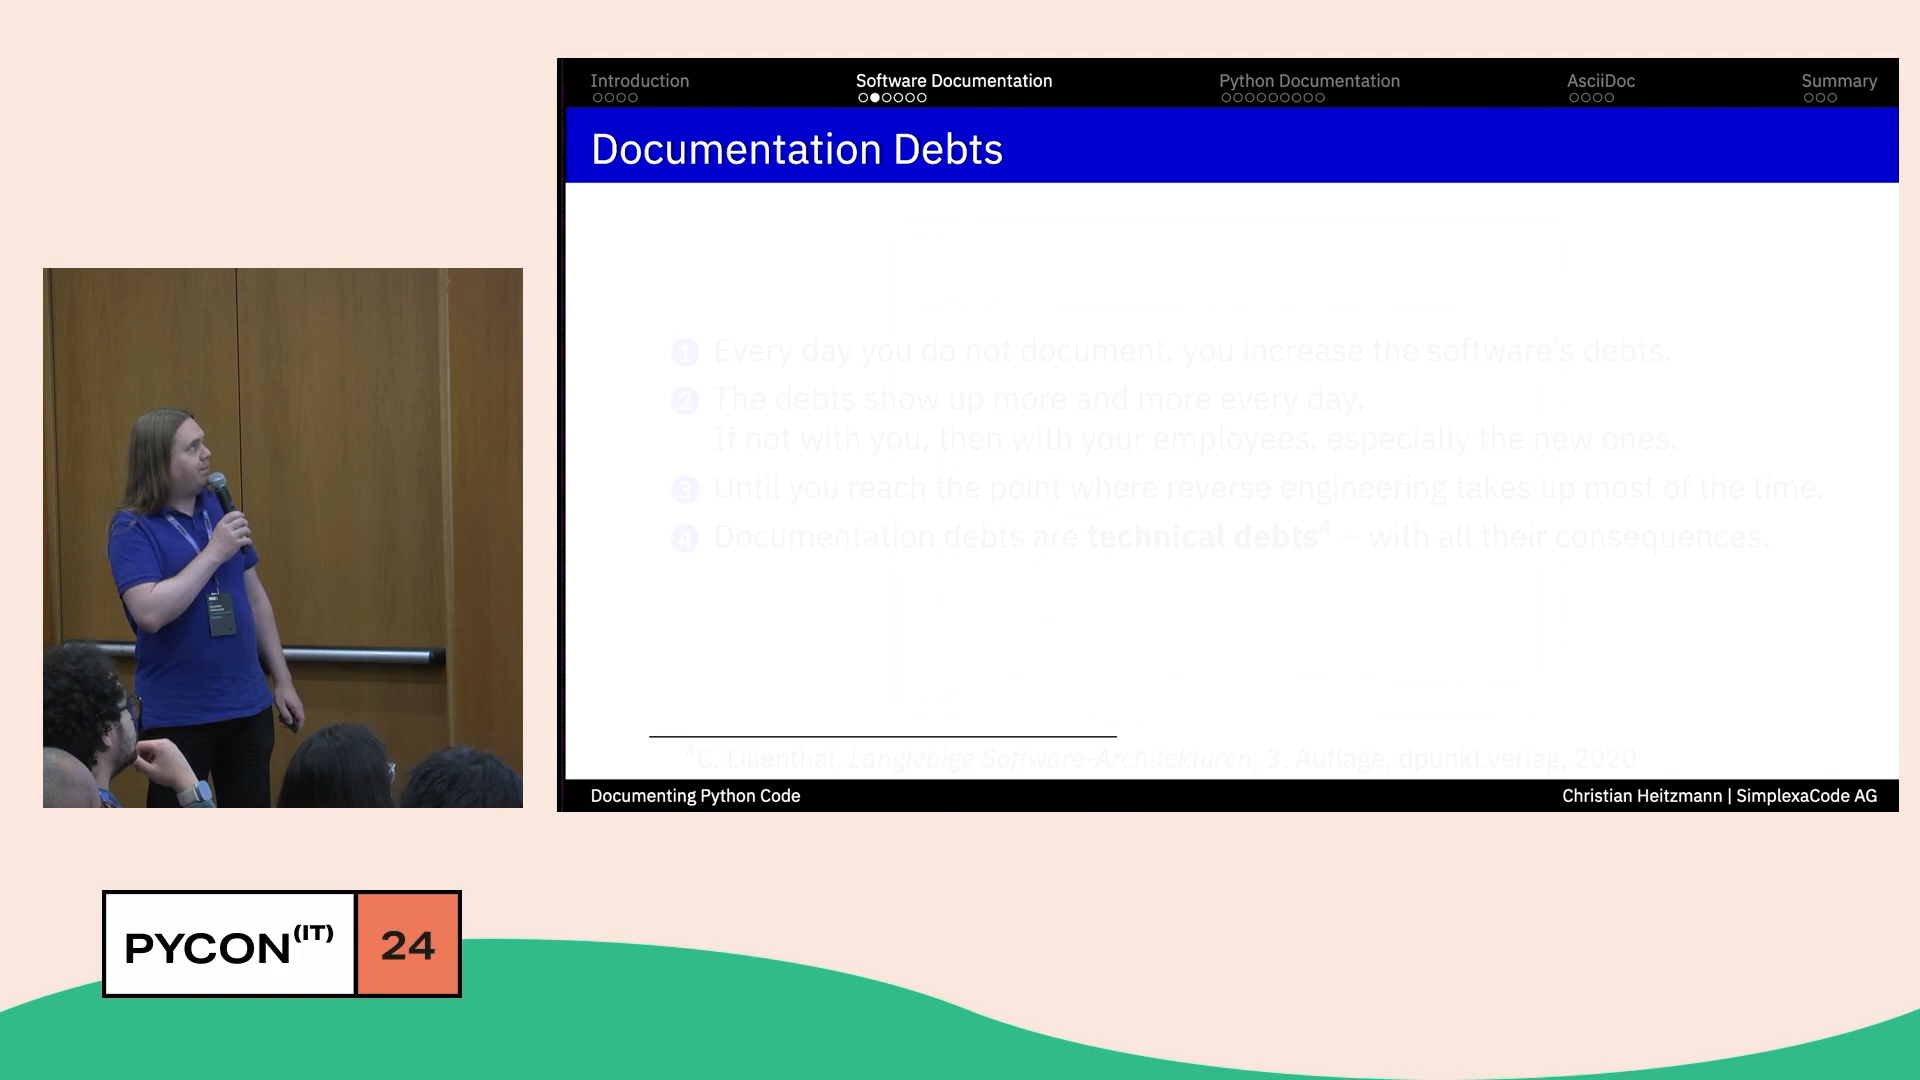 Introduction
Software Documentation
Python Documentation
AsciiDoc
Summary
Documentation Debts
1 Every day you do not document, you increase the software's debts.
2 The debts show up more and more every day.
If not with you, then with your employees, especially the new ones.
3 Until you reach the point where reverse engineering takes up most of the time.
4 Documentation debts are technical debts⁴ – with all their consequences.
⁴C. Lilienthal, Langlebige Software-Architekturen, 3. Auflage, dpunkt.verlag, 2020
Documenting Python Code
Christian Heitzmann | SimplexaCode AG
PYCON(IT) 24